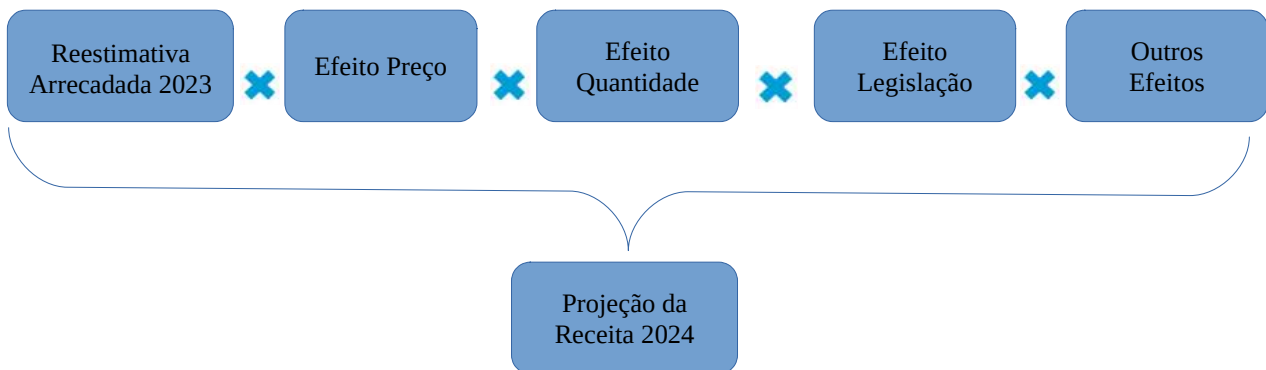 Reestimativa
Arrecadada 2023
Efeito Preço
Efeito
Quantidade
Efeito
Legislação
Outros
Efeitos
Projeção da
Receita 2024